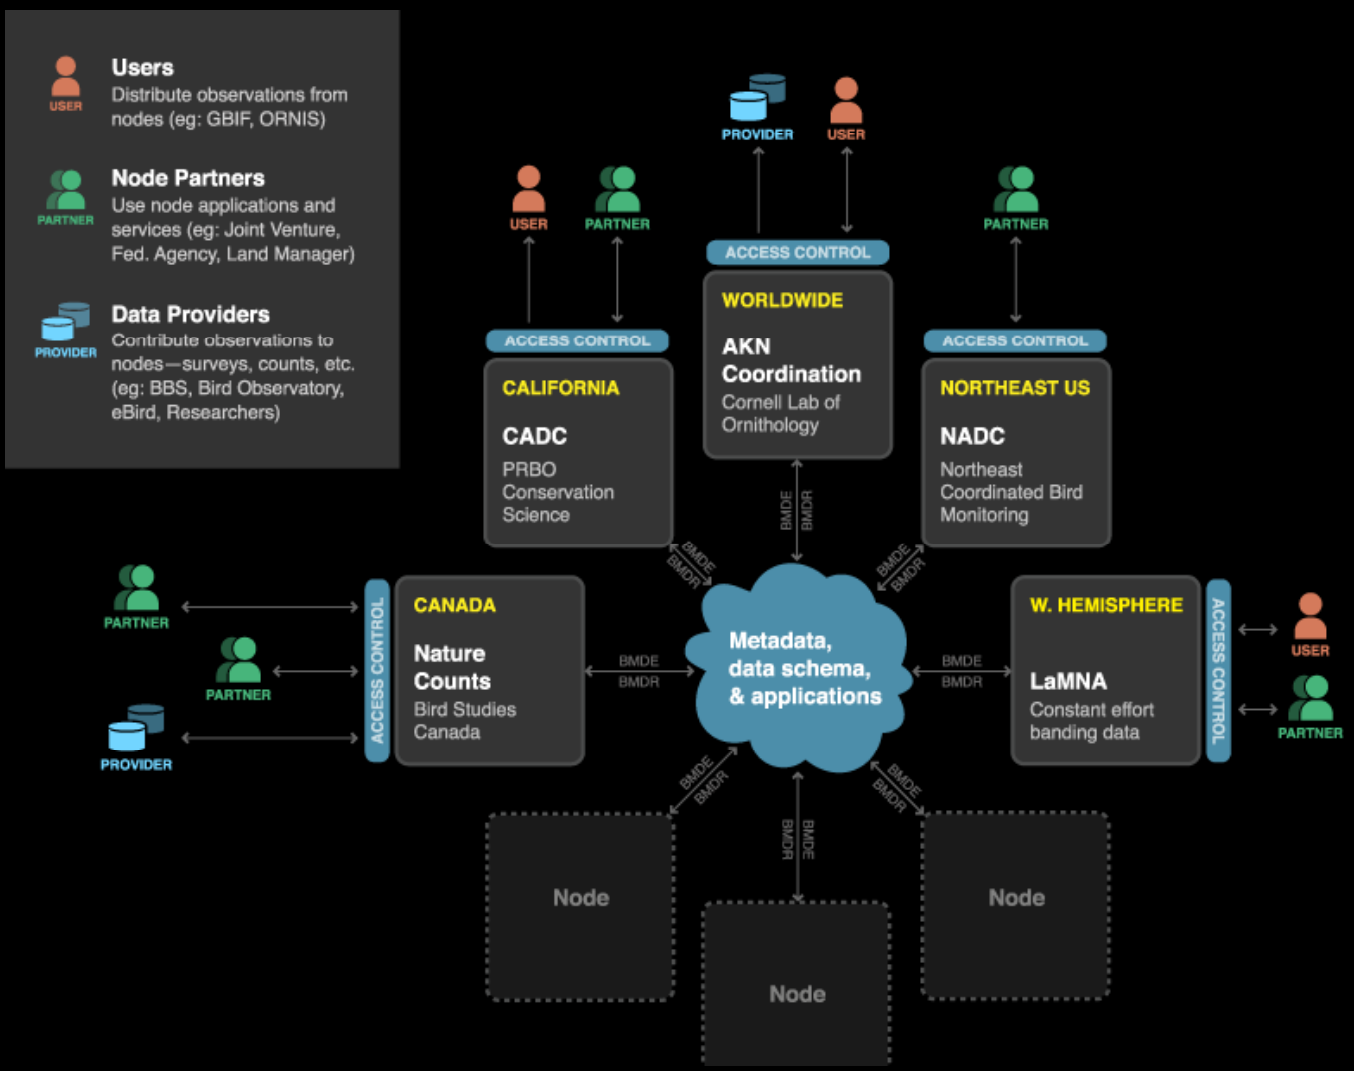 Users
Distribute observations from
nodes (eg: GBIF, ORNIS)
USER
Node Partners
Use node applications and
services (eg: Joint Venture,
Fed. Agency, Land Manager)
PARTNER
Data Providers
Contribute observations to
nodes—surveys, counts, etc.
(eg: BBS, Bird Observatory,
eBird, Researchers)
PROVIDER
PROVIDER
USER
USER
PARTNER
PARTNER
ACCESS CONTROL
WORLDWIDE
AKN
Coordination
Cornell Lab of
Ornithology
ACCESS CONTROL
CALIFORNIA
CADC
PRBO
Conservation
Science
ACCESS CONTROL
NORTHEAST US
NADC
Northeast
Coordinated Bird
Monitoring
BMDE
BMDR
BMDE
BMDR
BMDE
BMDR
PARTNER
PARTNER
PROVIDER
ACCESS CONTROL
CANADA
Nature
Counts
Bird Studies
Canada
BMDE
BMDR
Metadata,
data schema,
& applications
BMDE
BMDR
W. HEMISPHERE
LaMNA
Constant effort
banding data
ACCESS CONTROL
USER
PARTNER
BMDE
BMDR
BMDE
BMDR
BMDE
BMDR
Node
Node
Node